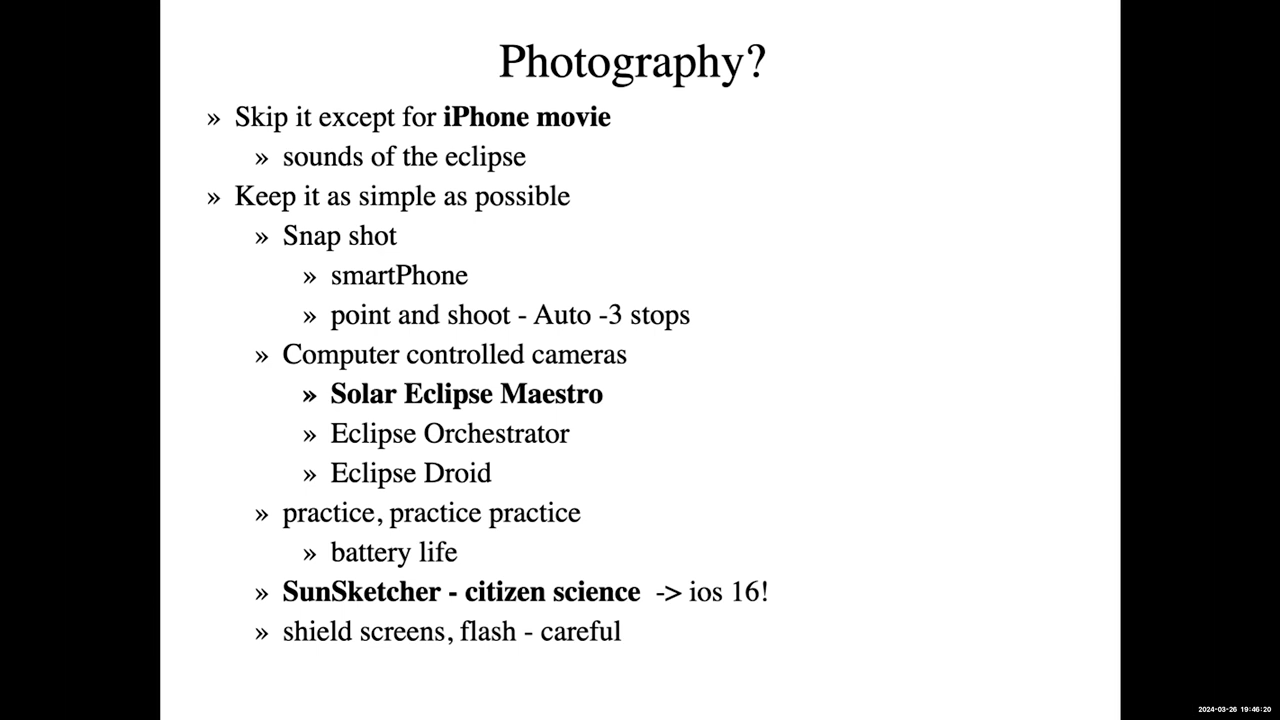 Photography?
» Skip it except for iPhone movie
» sounds of the eclipse
» Keep it as simple as possible
» Snap shot
» smartPhone
» point and shoot - Auto -3 stops
» Computer controlled cameras
» Solar Eclipse Maestro
» Eclipse Orchestrator
» Eclipse Droid
» practice, practice practice
» battery life
» SunSketcher - citizen science -> ios 16!
» shield screens, flash - careful
2024-03-26 19:46:20